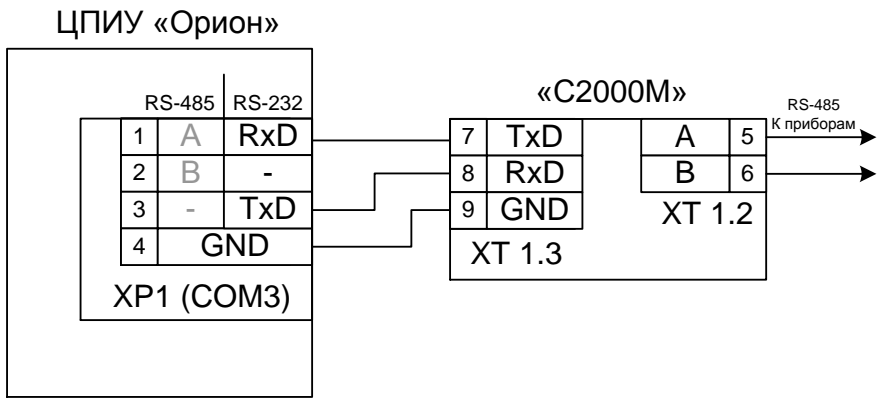 ЦПИУ «Орион»
RS-485 RS-232
1 A RxD
2 B -
3 - TxD
4 GND
XP1 (COM3)
«С2000М»
7 TxD
8 RxD
9 GND
XT 1.3
A 5
B 6
XT 1.2
RS-485
К приборам